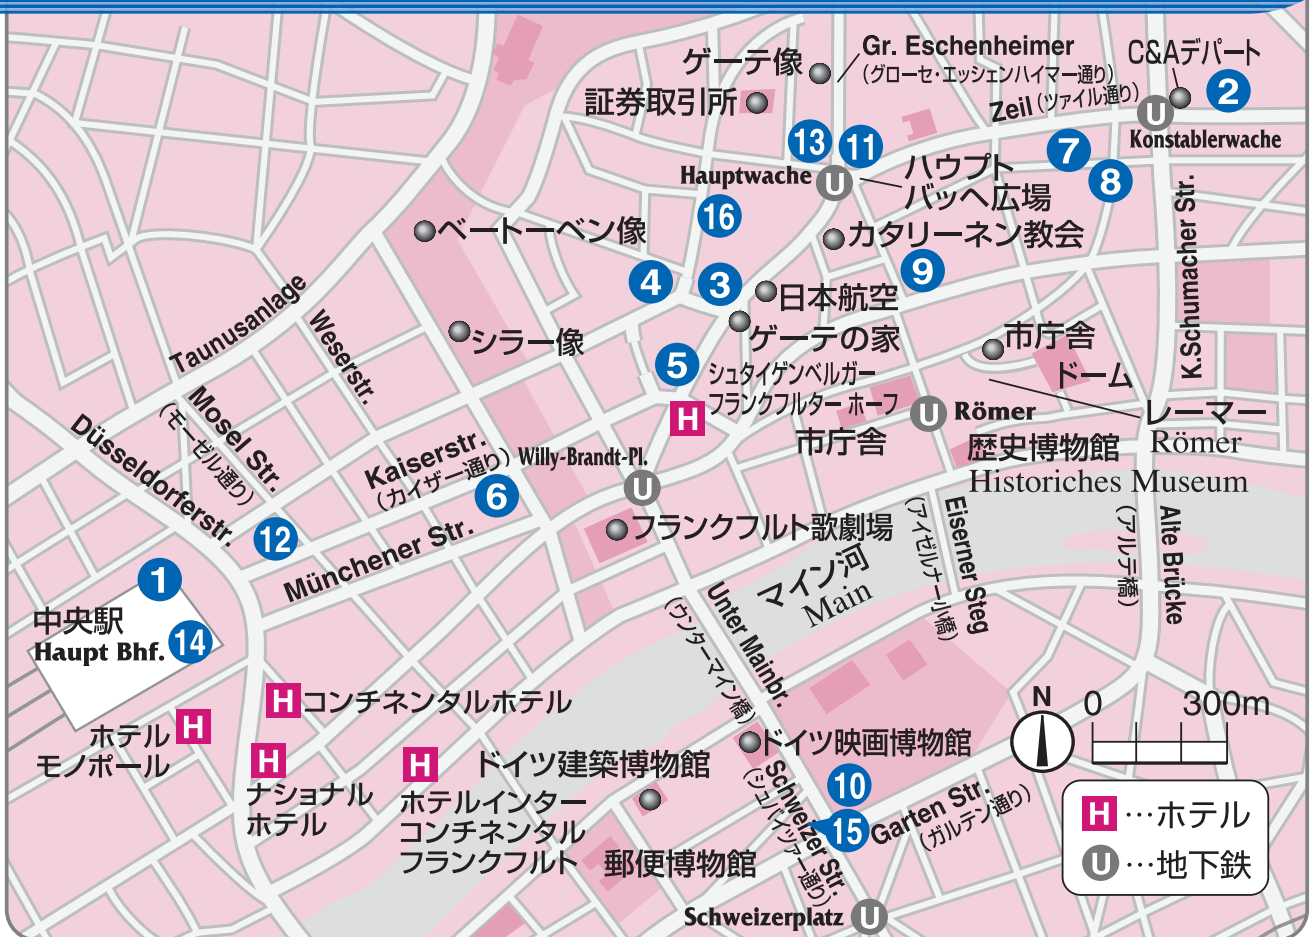 ゲーテ像
Gr. Eschenheimer
(グローセ・エッシェンハイマー通り)
C&Aデパート
証券取引所
Zeil (ツァイル通り)
U
2
Konstablerwache
13
11
7
8
Hauptwache
U
ハウプト
バッヘ広場
16
ベートーベン像
カタリーネン教会
K.Schumacher Str.
4
3
9
日本航空
Taunusanlage
Weserstr.
シラー像
ゲーテの家
市庁舎
5
シュタイゲンベルガー
フランクフルター ホーフ
H
ドーム
Mosel Str.
(モーゼル通り)
Düsseldorferstr.
U
Römer
レーマー
Römer
市庁舎
歴史博物館
Historiches Museum
Kaiserstr.
(カイザー通り)
Willy-Brandt-Pl.
6
U
フランクフルト歌劇場
12
Münchener Str.
Eiserner Steg
(アイゼルナー小橋)
Alte Brücke
(アルテ橋)
マイン河
Main
1
中央駅
Haupt Bhf.
14
Unter Mainbr.
(ウンターマイン橋)
H
コンチネンタルホテル
N
0
300m
H
ホテル
モノポール
H
ナショナル
ホテル
H
ホテルインター
コンチネンタル
フランクフルト
ドイツ建築博物館
ドイツ映画博物館
10
15
Schweizer Str.
(シュバイツァー通り)
Garten Str.
(ガルテン通り)
郵便博物館
Schweizerplatz
U
H…ホテル
U…地下鉄